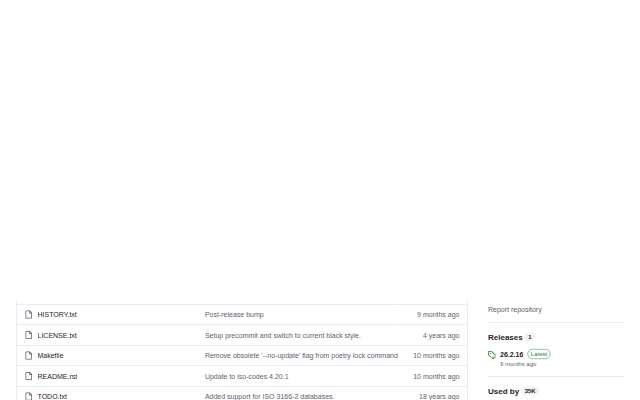 HISTORY.txt Post-release bump 9 months ago
LICENSE.txt Setup precommit and switch to current black style. 4 years ago
Makefile Remove obsolete '--no-update' flag from poetry lock command 10 months ago
README.rst Update to iso-codes 4.20.1 10 months ago
TODO.txt Added support for ISO 3166-2 databases. 18 years ago
Report repository
Releases 1
26.2.16 Latest
9 months ago
Used by 35K